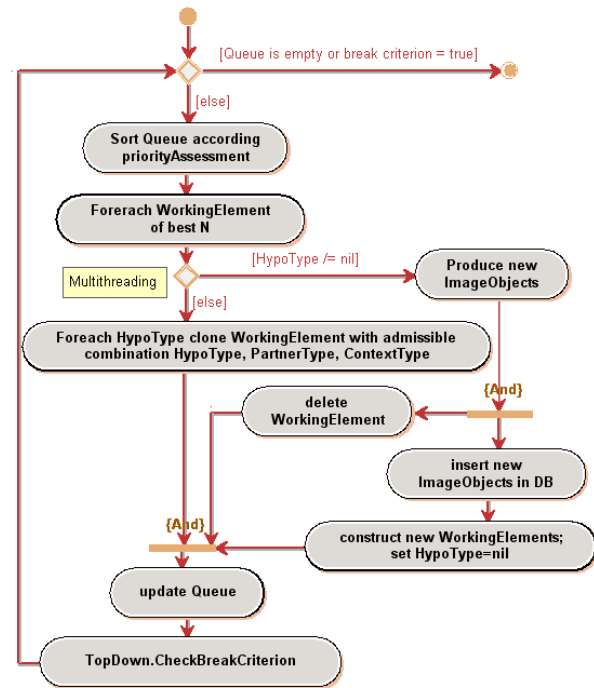 [Queue is empty or break criterion = true]
[else]
Sort Queue according
priorityAssessment
Forerach WorkingElement
of best N
[HypoType /= nil]
Multithreading
[else]
Produce new
ImageObjects
Foreach HypoType clone WorkingElement with admissible
combination HypoType, PartnerType, ContextType
{And}
delete
WorkingElement
insert new
ImageObjects in DB
{And}
construct new WorkingElements;
set HypoType=nil
update Queue
TopDown.CheckBreakCriterion